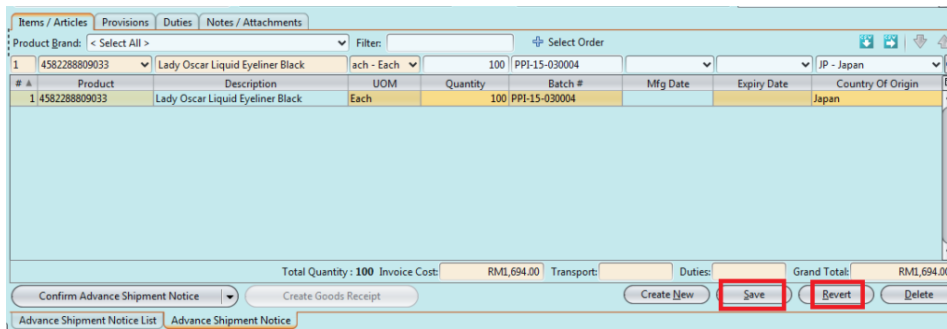 Items / Articles Provisions Duties Notes / Attachments
Product Brand: < Select All > Filter: Select Order
1 4582288809033 Lady Oscar Liquid Eyeliner Black ach - Each 100 PPI-15-030004 JP - Japan
# Product Description UOM Quantity Batch # Mfg Date Expiry Date Country Of Origin
1 4582288809033 Lady Oscar Liquid Eyeliner Black Each 100 PPI-15-030004 Japan
Total Quantity : 100 Invoice Cost: RM1,694.00 Transport: Duties: Grand Total: RM1,694.00
Confirm Advance Shipment Notice Create Goods Receipt Create New Save Revert Delete
Advance Shipment Notice List Advance Shipment Notice